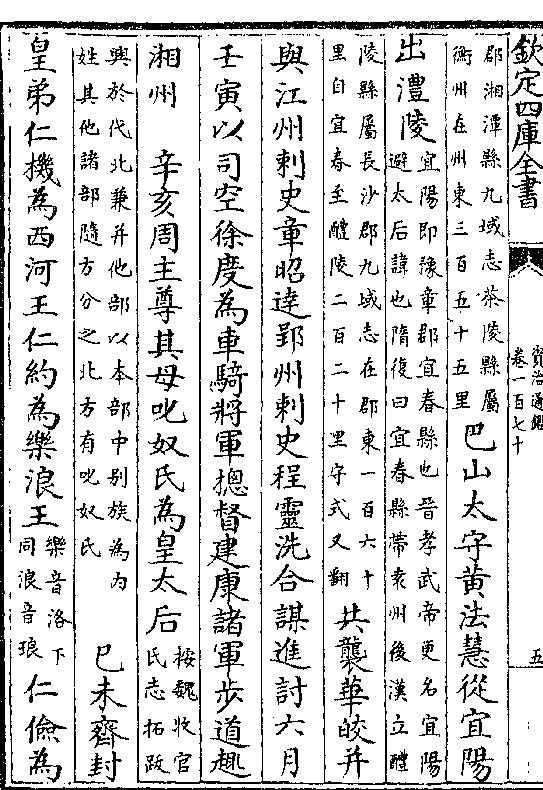 欽定四庫全書
資治通鑑
卷一百七十
五
郡湘潭縣九域志茶陵縣屬
衡州在州東三百五十五里
巴山太守黄法慧從宜陽
出澧陵
宜陽即豫章郡宜春縣也晉孝武帝更名宜陽
避太后諱也隋復曰宜春縣帶袁州後漢立醴
陵縣屬長沙郡九域志在郡東一百六十
里自宜春至醴陵二百二十里守式又翻
共襲華皎并
與江州刺史章昭達郢州刺史程靈洗合謀進討六月
壬寅以司空徐度為車騎將軍摠督建康諸軍步道趣
湘州
辛亥周主尊其母叱奴氏為皇太后
按魏收官
氏志拓跋
興於代北兼并他部以本部中别族為内
姓其他諸部隨方分之北方有叱奴氏
巳未齊封
皇弟仁機為西河王仁約為樂浪王
樂音洛下
同浪音琅
仁儉為